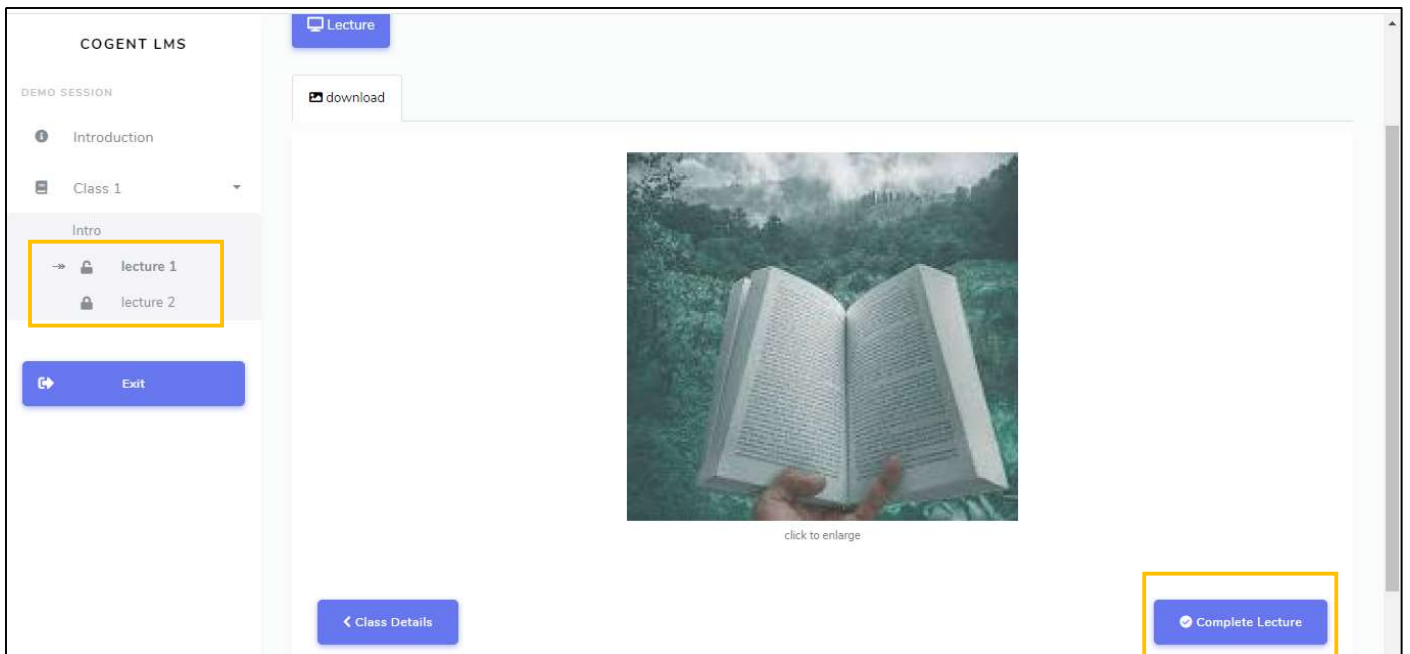 COGENT LMS
DEMO SESSION
Introduction
Class 1
Intro
lecture 1
lecture 2
Exit
Lecture
download
click to enlarge
Class Details
Complete Lecture